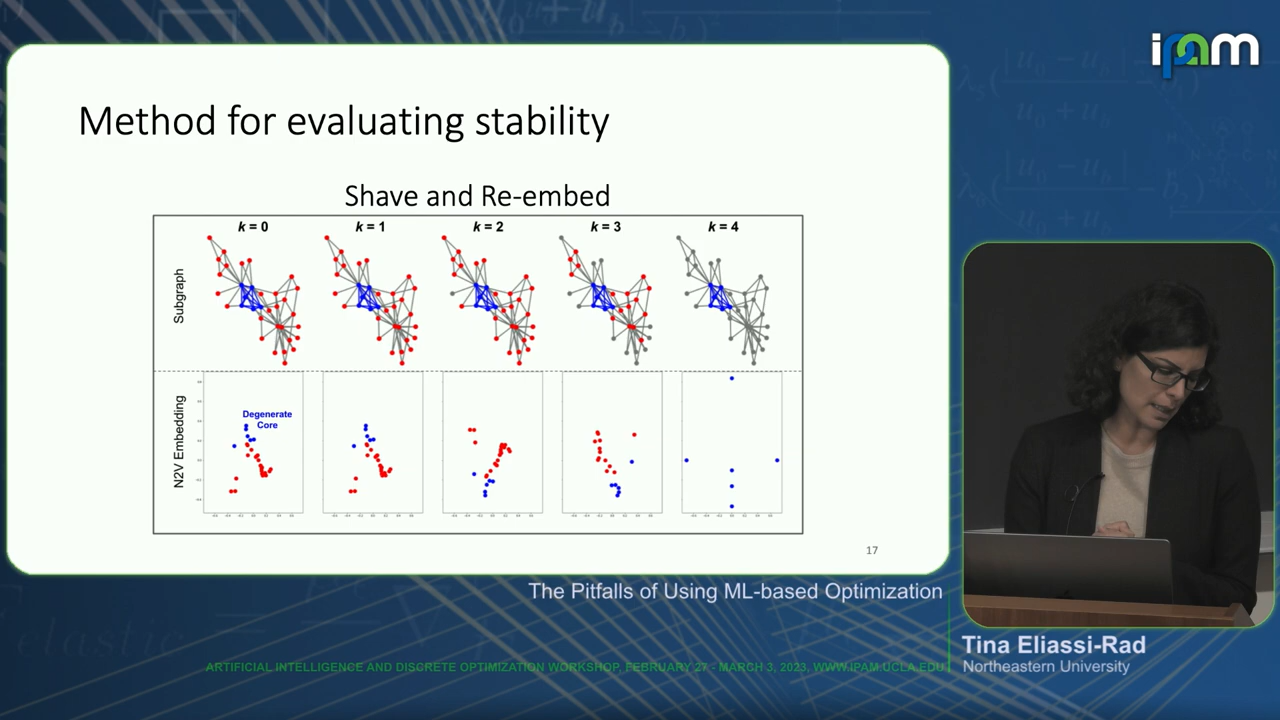 ipam
Method for evaluating stability
Shave and Re-embed
k = 0
k = 1
k = 2
k = 3
k = 4
Subgraph
N2V Embedding
Degenerate
Core
17
The Pitfalls of Using ML-based Optimization
Tina Eliassi-Rad
Northeastern University
ARTIFICIAL INTELLIGENCE AND DISCRETE OPTIMIZATION WORKSHOP, FEBRUARY 27 - MARCH 3, 2023, WWW.IPAM.UCLA.EDU
elastic